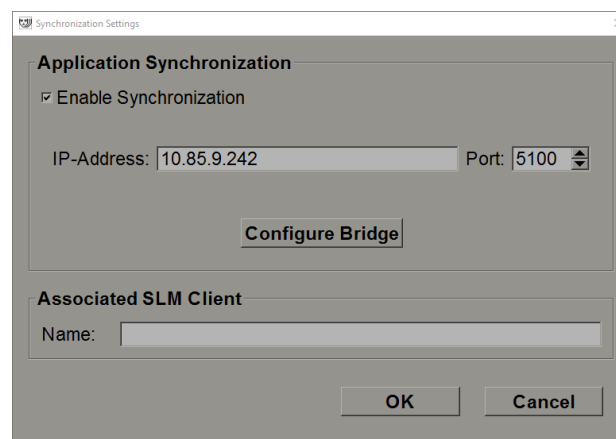 Synchronization Settings
Application Synchronization
Enable Synchronization
IP-Address: 10.85.9.242 Port: 5100
Configure Bridge
Associated SLM Client
Name:
OK Cancel